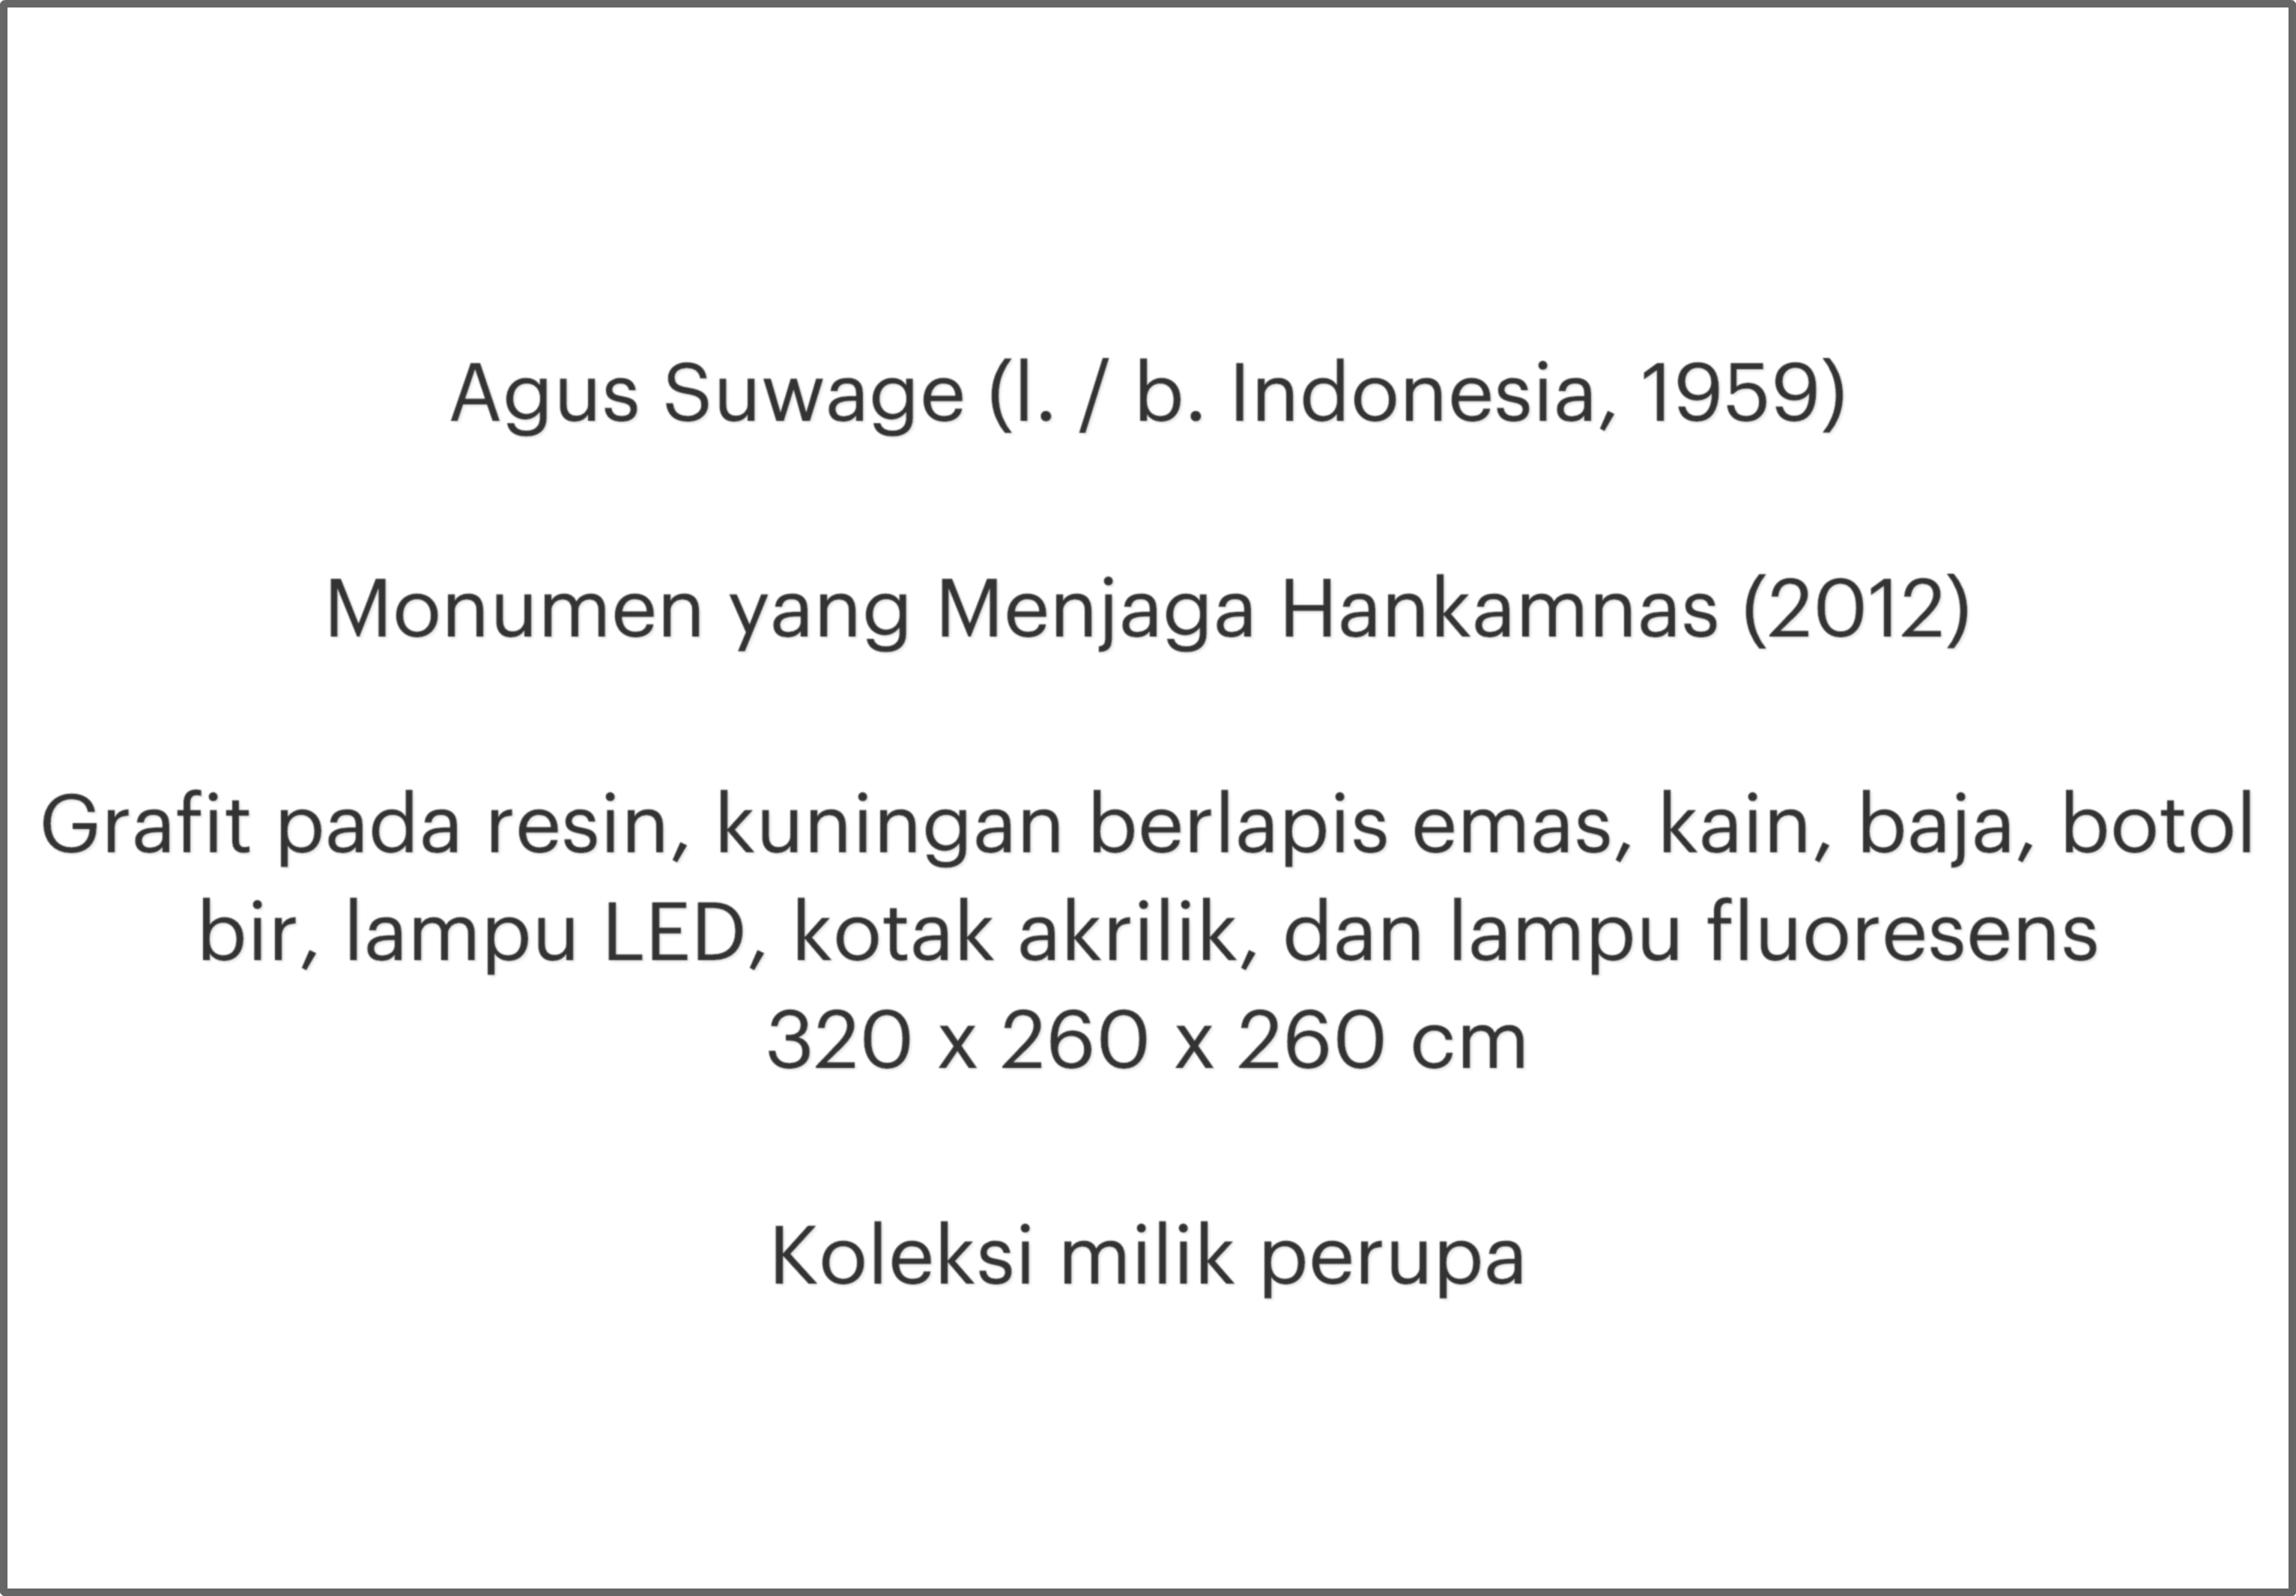 Agus Suwage (l. / b. Indonesia, 1959)
Monumen yang Menjaga Hankamnas (2012)
Grafit pada resin, kuningan berlapis emas, kain, baja, botol
bir, lampu LED, kotak akrilik, dan lampu fluoresens
320 x 260 x 260 cm
Koleksi milik perupa